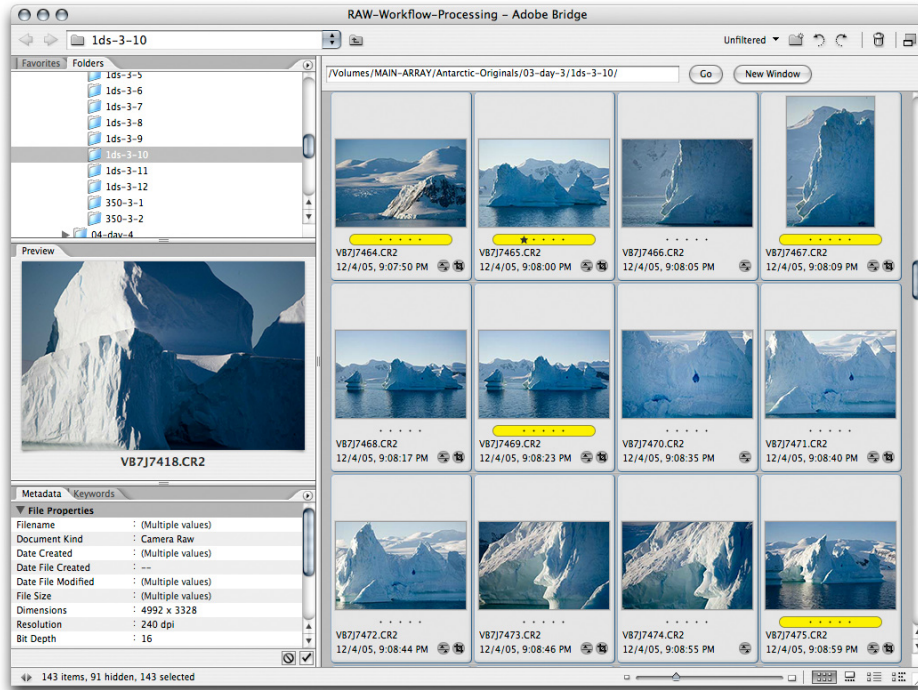 RAW-Workflow-Processing – Adobe Bridge
1ds-3-10
Unfiltered
Favorites Folders
1ds-3-5
1ds-3-6
1ds-3-7
1ds-3-8
1ds-3-9
1ds-3-10
1ds-3-11
1ds-3-12
350-3-1
350-3-2
04-day-4
Preview
VB7J7418.CR2
Metadata Keywords
File Properties
Filename : (Multiple values)
Document Kind : Camera Raw
Date Created : (Multiple values)
Date File Created : --
Date File Modified : (Multiple values)
File Size : (Multiple values)
Dimensions : 4992 x 3328
Resolution : 240 dpi
Bit Depth : 16
/Volumes/MAIN-ARRAY/Antarctic-Originals/03-day-3/1ds-3-10/ Go New Window
VB7J7464.CR2 VB7J7465.CR2 VB7J7466.CR2 VB7J7467.CR2
12/4/05, 9:07:50 PM 12/4/05, 9:08:00 PM 12/4/05, 9:08:05 PM 12/4/05, 9:08:09 PM
VB7J7468.CR2 VB7J7469.CR2 VB7J7470.CR2 VB7J7471.CR2
12/4/05, 9:08:17 PM 12/4/05, 9:08:23 PM 12/4/05, 9:08:35 PM 12/4/05, 9:08:40 PM
VB7J7472.CR2 VB7J7473.CR2 VB7J7474.CR2 VB7J7475.CR2
12/4/05, 9:08:44 PM 12/4/05, 9:08:46 PM 12/4/05, 9:08:55 PM 12/4/05, 9:08:59 PM
143 items, 91 hidden, 143 selected